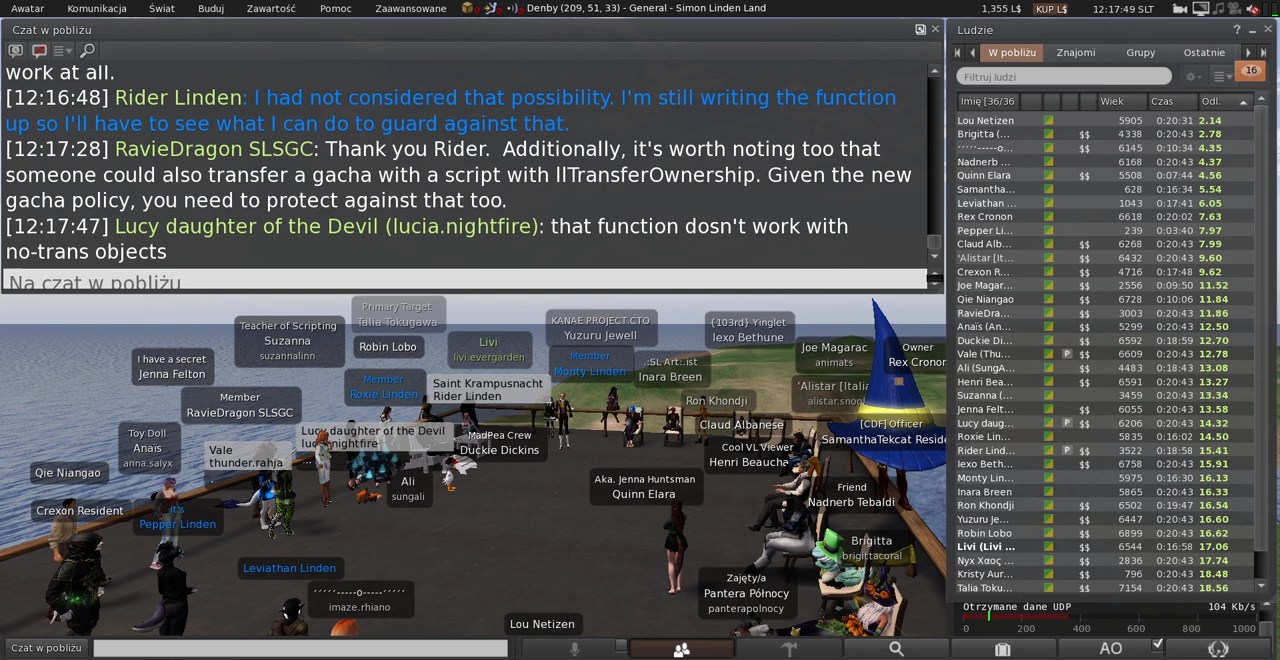 Awatar Komunikacja Świat Buduj Zawartość Pomoc Zaawansowane Denby (209, 51, 33) - General - Simon Linden Land 1,355 L$ KUP L$ 12:17:49 SLT
Czat w pobliżu
work at all.
[12:16:48] Rider Linden: I had not considered that possibility. I'm still writing the function
up so I'll have to see what I can do to guard against that.
[12:17:28] RavieDragon SLSGC: Thank you Rider.  Additionally, it's worth noting too that
someone could also transfer a gacha with a script with llTransferOwnership. Given the new
gacha policy, you need to protect against that too.
[12:17:47] Lucy daughter of the Devil (lucia.nightfire): that function dosn't work with
no-trans objects
Na czat w pobliżu
Primary Target
Talia Tokugawa
Teacher of Scripting
Suzanna
suzannalinn
Robin Lobo
Livi
livi.evergarden
KANAE PROJECT CTO
Yuzuru Jewell
{103rd} Yinglet
Iexo Bethune
Joe Magarac
animats
Owner
Rex Cronor
I have a secret
Jenna Felton
Member
Roxie Linden
Saint Krampusnacht
Rider Linden
Member
Monty Linden
.:SL Art:.ist
Inara Breen
'Alistar [Italia
alistar.snoo
Member
RavieDragon SLSGC
Ron Khondji
Claud Albanese
[CDF] Officer
SamanthaTekcat Reside
Toy Doll
Anaïs
anna.salyx
Vale
thunder.rahja
Lucy daughter of the Devil
MadPea Crew
Duckie Dickins
Cool VL Viewer
Henri Beauchamp
Qie Niangao
Ali
sungali
Aka. Jenna Huntsman
Quinn Elara
Friend
Nadnerb Tebaldi
Crexon Resident
It's
Pepper Linden
Brigitta
brigittacoral
Leviathan Linden
Zajęty/a
Pantera Północy
panterapolnocy
'''''-----o-----'''''
imaze.rhiano
Lou Netizen
Czat w pobliżu
Ludzie
W pobliżu Znajomi Grupy Ostatnie
16
Filtruj ludzi
Imię [36/36 Wiek Czas Odl.
Lou Netizen 5905 0:20:31 2.14
Brigitta (... $$ 4338 0:20:43 2.78
'''''-----o... $$ 6145 0:10:34 4.35
Nadnerb ... 6168 0:20:43 4.37
Quinn Elara $$ 5508 0:07:44 4.56
Samantha... 628 0:16:34 5.54
Leviathan ... 1043 0:17:41 6.05
Rex Cronon 6618 0:20:02 7.63
Pepper Li... 239 0:03:40 7.97
Claud Alb... $$ 6268 0:20:43 7.99
'Alistar [It... $$ 6432 0:20:43 9.60
Crexon R... $$ 4716 0:17:48 9.62
Joe Magar... $$ 2556 0:09:50 11.52
Qie Niangao $$ 6728 0:10:06 11.84
RavieDra... $$ 3003 0:20:43 11.86
Anaïs (An... $$ 5299 0:20:43 12.50
Duckie Di... $$ 6592 0:18:59 12.70
Vale (Thu... P $$ 6609 0:20:43 12.78
Ali (SungA... $$ 4483 0:18:43 13.08
Henri Bea... $$ 6591 0:20:43 13.27
Suzanna (... $$ 3459 0:20:43 13.34
Jenna Felt... $$ 6055 0:20:43 13.58
Lucy daug... P $$ 6206 0:20:43 14.32
Roxie Lin... $$ 5835 0:16:02 14.50
Rider Lind... P $$ 3522 0:18:58 15.41
Iexo Beth... $$ 6758 0:20:43 15.91
Monty Lin... $$ 5975 0:16:30 16.13
Inara Breen 5865 0:20:43 16.33
Ron Khondji $$ 6502 0:19:47 16.54
Yuzuru Je... $$ 6447 0:20:43 16.60
Robin Lobo $$ 6899 0:20:43 16.62
Livi (Livi ... $$ 6544 0:16:58 17.06
Nyx Χαος ... $$ 2836 0:20:43 17.74
Kristy Aur... $$ 796 0:20:43 18.48
Talia Toku... $$ 7154 0:20:43 18.56
Otrzymane dane UDP 104 Kb/s
0 200 400 600 800 1000
AO